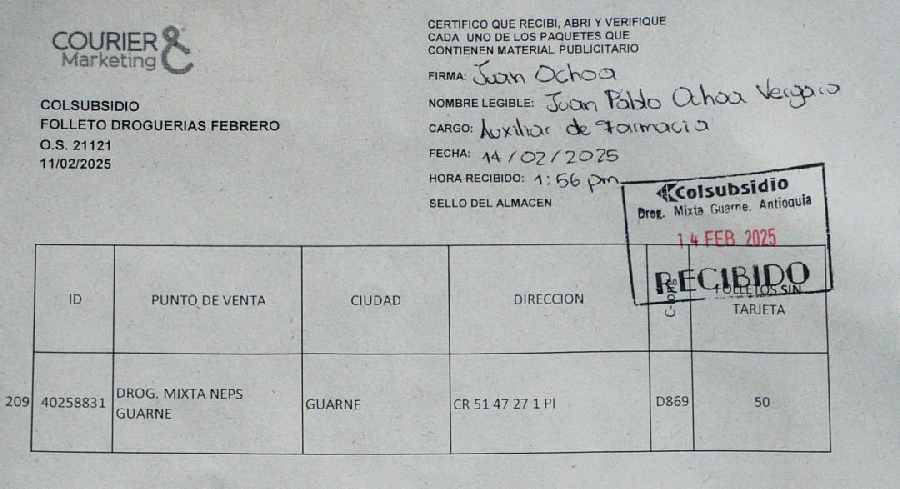 COURIER &
Marketing
COLSUBSIDIO
FOLLETO DROGUERIAS FEBRERO
O.S. 21121
11/02/2025
CERTIFICO QUE RECIBI, ABRI Y VERIFIQUE
CADA UNO DE LOS PAQUETES QUE
CONTIENEN MATERIAL PUBLICITARIO
FIRMA: Juan Ochoa
NOMBRE LEGIBLE: Juan Pablo Ochoa Vergara
CARGO: Auxiliar de Farmacia
FECHA: 14/02/2025
HORA RECIBIDO: 1:56 pm
SELLO DEL ALMACEN
Colsubsidio
Drog. Mixta Guarne. Antioquia
14 FEB 2025
RECIBIDO
ID PUNTO DE VENTA CIUDAD DIRECCION FOLLETOS SIN
TARJETA
209 40258831 DROG. MIXTA NEPS
GUARNE GUARNE CR 51 47 27 1 PI D869 50